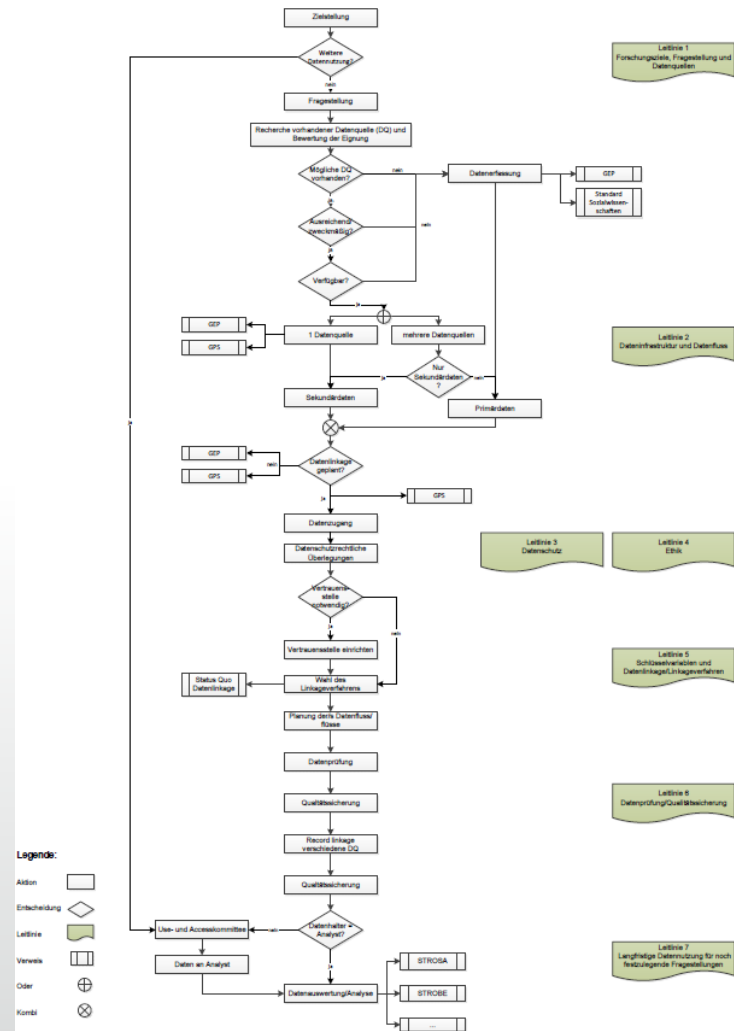 Zielstellung
Leitlinie 1
Forschungsziele, Fragestellung und
Datenquellen
Weitere
Datennutzung?
nein
Fragestellung
Recherche vorhandener Datenquelle (DQ) und
Bewertung der Eignung
Mögliche DQ
vorhanden?
nein
Datenerfassung
GEP
Standard
Sozialwissen-
schaften
ja
Ausreichend/
zweckmäßig?
nein
ja
Verfügbar?
ja
GEP
GPS
1 Datenquelle
mehrere Datenquellen
Leitlinie 2
Dateninfrastruktur und Datenfluss
Nur
Sekundärdaten
?
ja
nein
Sekundärdaten
Primärdaten
ja
GEP
GPS
nein
Datenlinkage
geplant?
ja
GPS
Datenzugang
Datenschutzrechtliche
Überlegungen
Leitlinie 3
Datenschutz
Leitlinie 4
Ethik
Vertrauens-
stelle
notwendig?
ja
nein
Vertrauensstelle einrichten
Leitlinie 5
Schlüsselvariablen und
Datenlinkage/Linkageverfahren
Status Quo
Datenlinkage
Wahl des
Linkageverfahrens
Planung der/s Datenfluss/
flüsse
Datenprüfung
Qualitätssicherung
Leitlinie 6
Datenprüfung/Qualitätssicherung
Record linkage
verschiedene DQ
Qualitätssicherung
Datenhalter =
Analyst?
nein
ja
Use- und Accesskommittee
Daten an Analyst
Datenauswertung/Analyse
STROSA
STROBE
...
Leitlinie 7
Langfristige Datennutzung für noch
festzulegende Fragestellungen
Legende:
Aktion
Entscheidung
Leitlinie
Verweis
Oder
Kombi